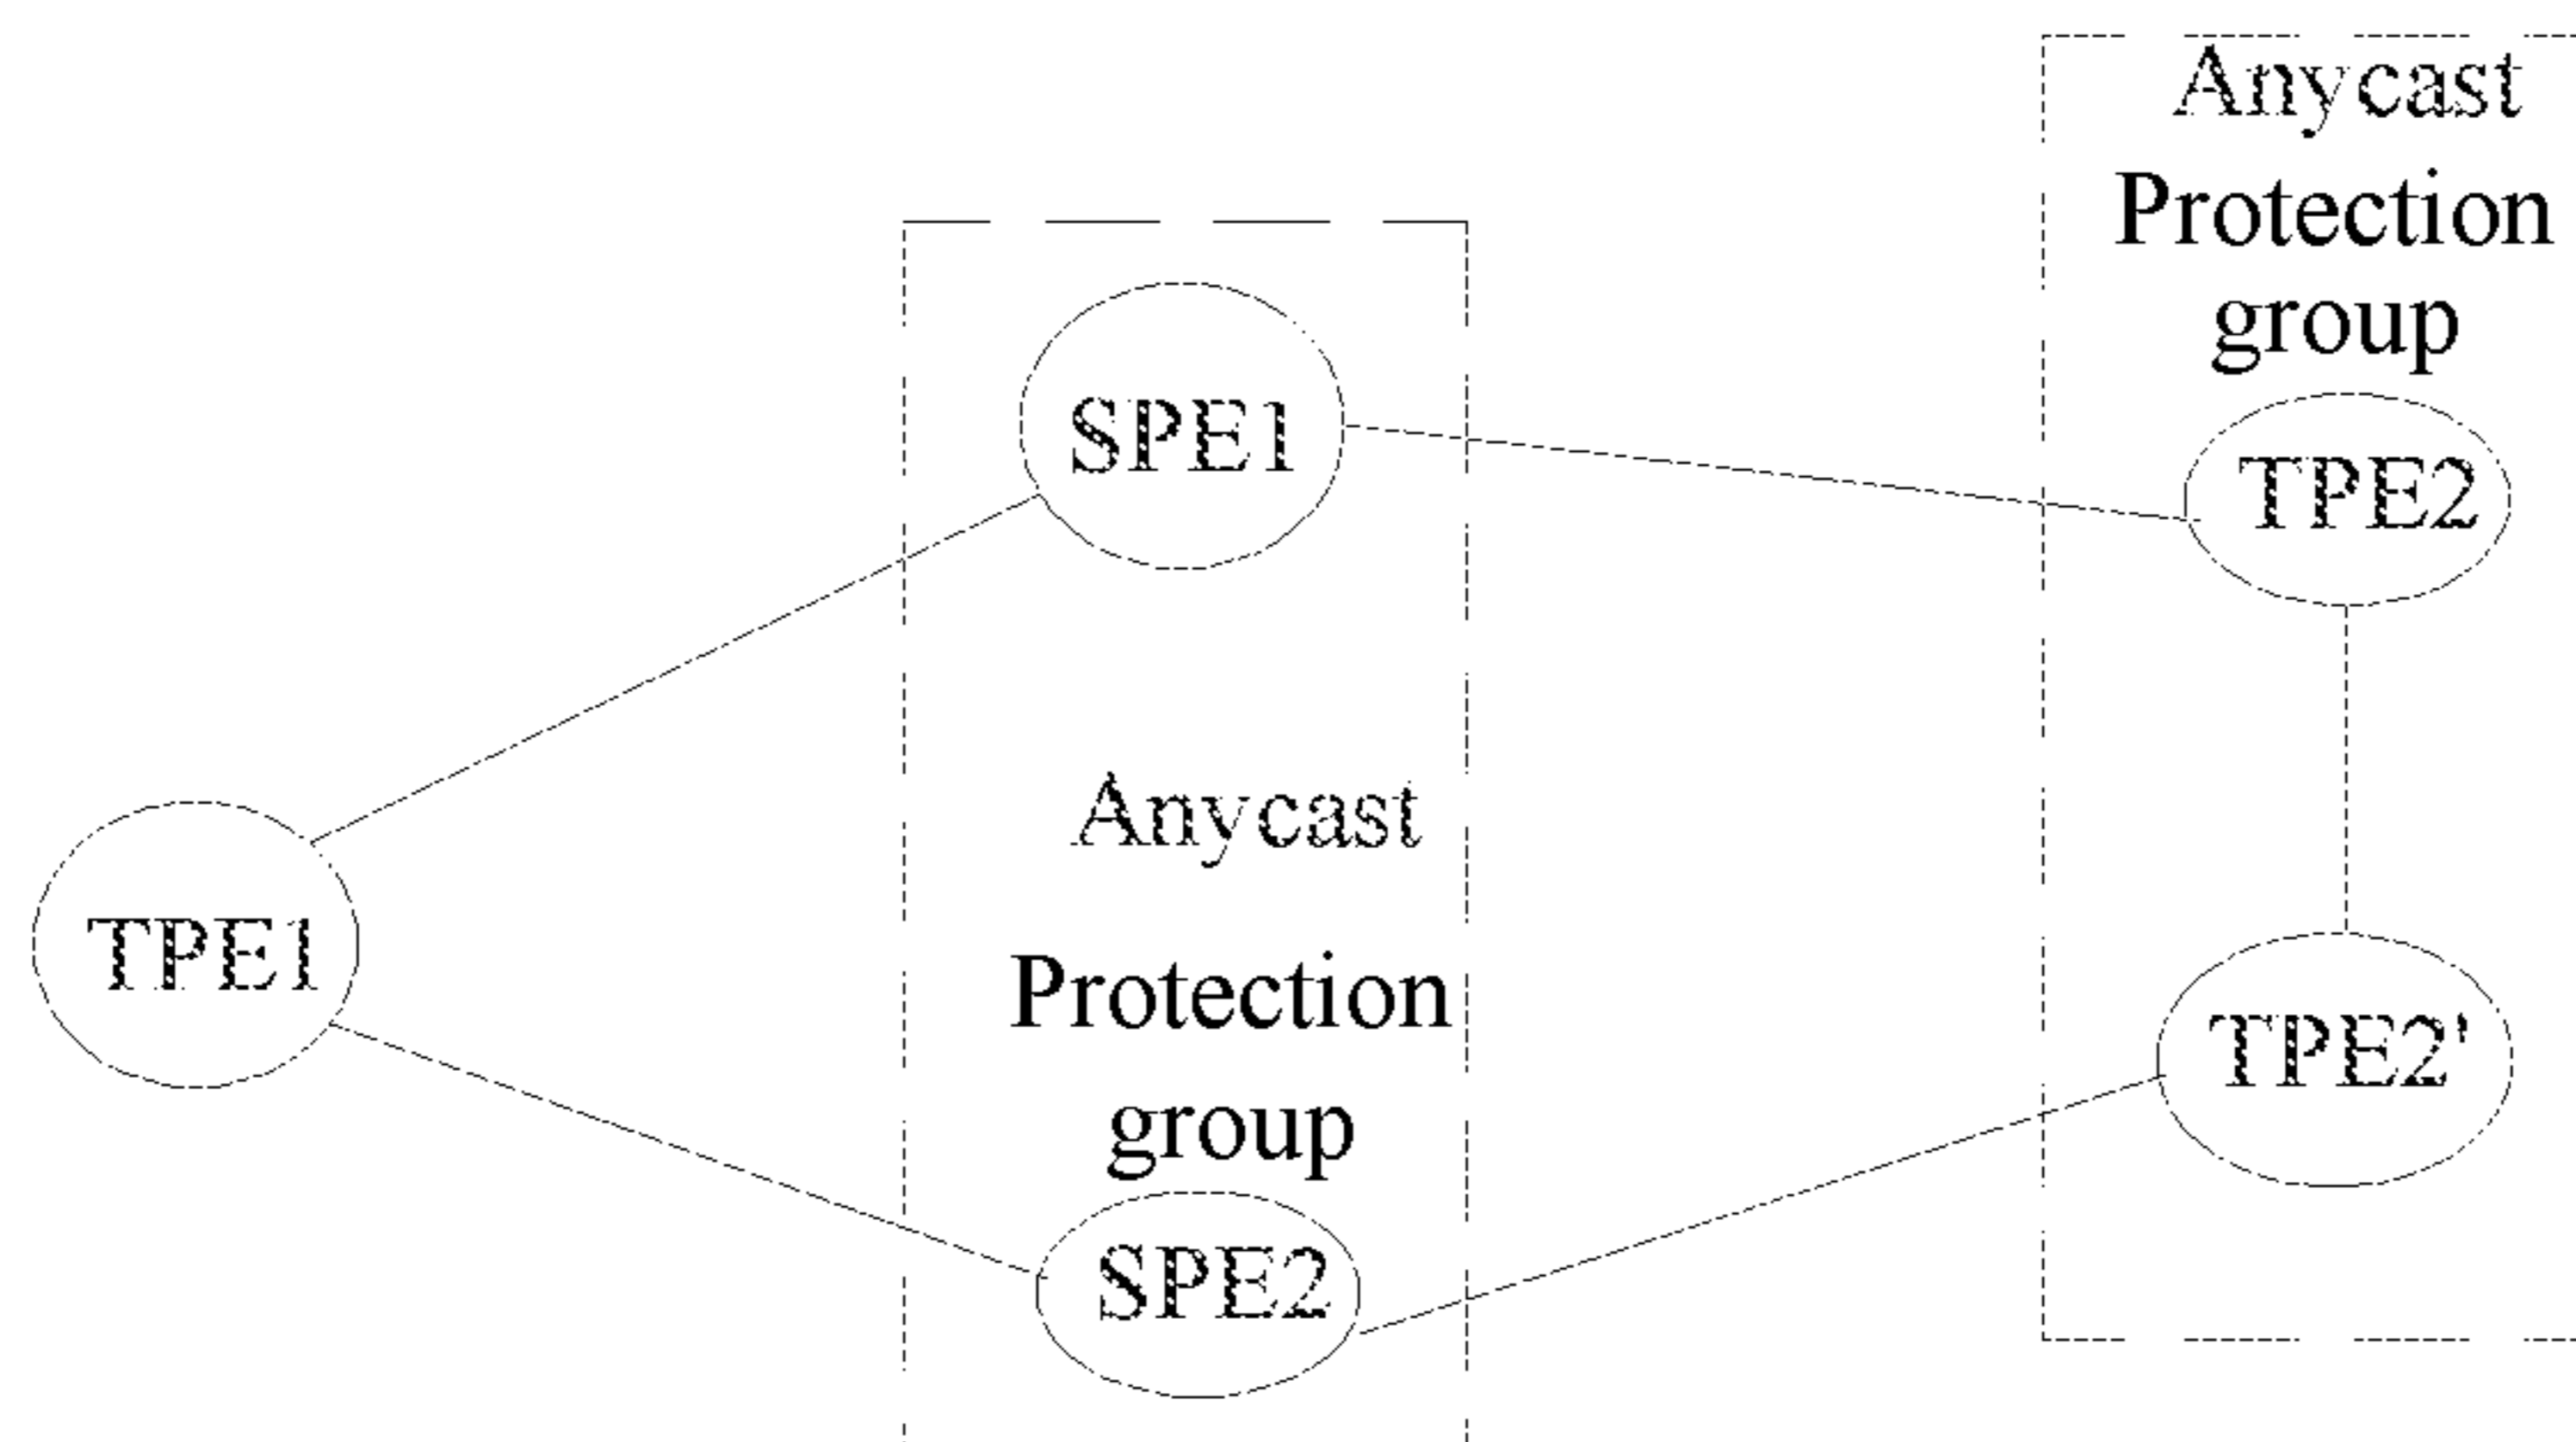 Anycast
Protection
group
SPE1
TPE2
Anycast
Protection
group
TPE1
TPE2'
SPE2